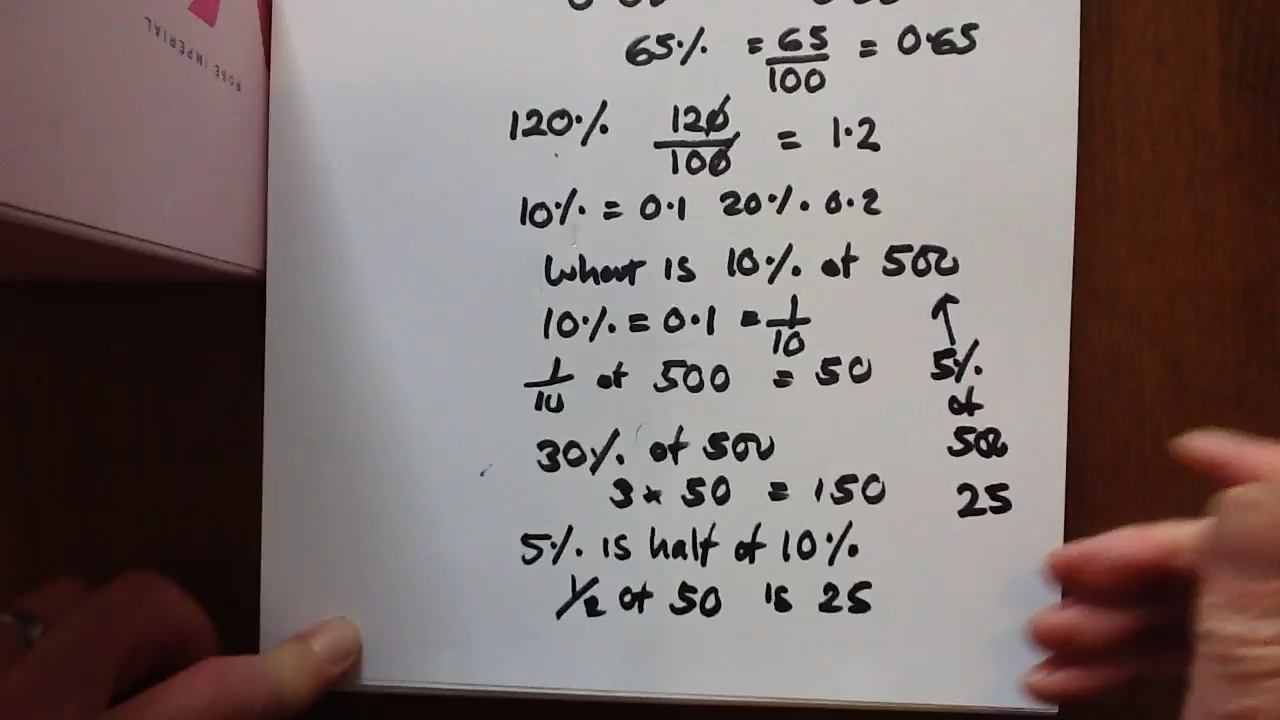 ROSE IMPÉRIAL
65% = 65/100 = 0.65
120% 120/100 = 1.2
10% = 0.1 20% 0.2
What is 10% of 500
10% = 0.1 = 1/10
1/10 of 500 = 50
30% of 500
3 × 50 = 150
5% is half of 10%
1/2 of 50 is 25
5%
of
500
25